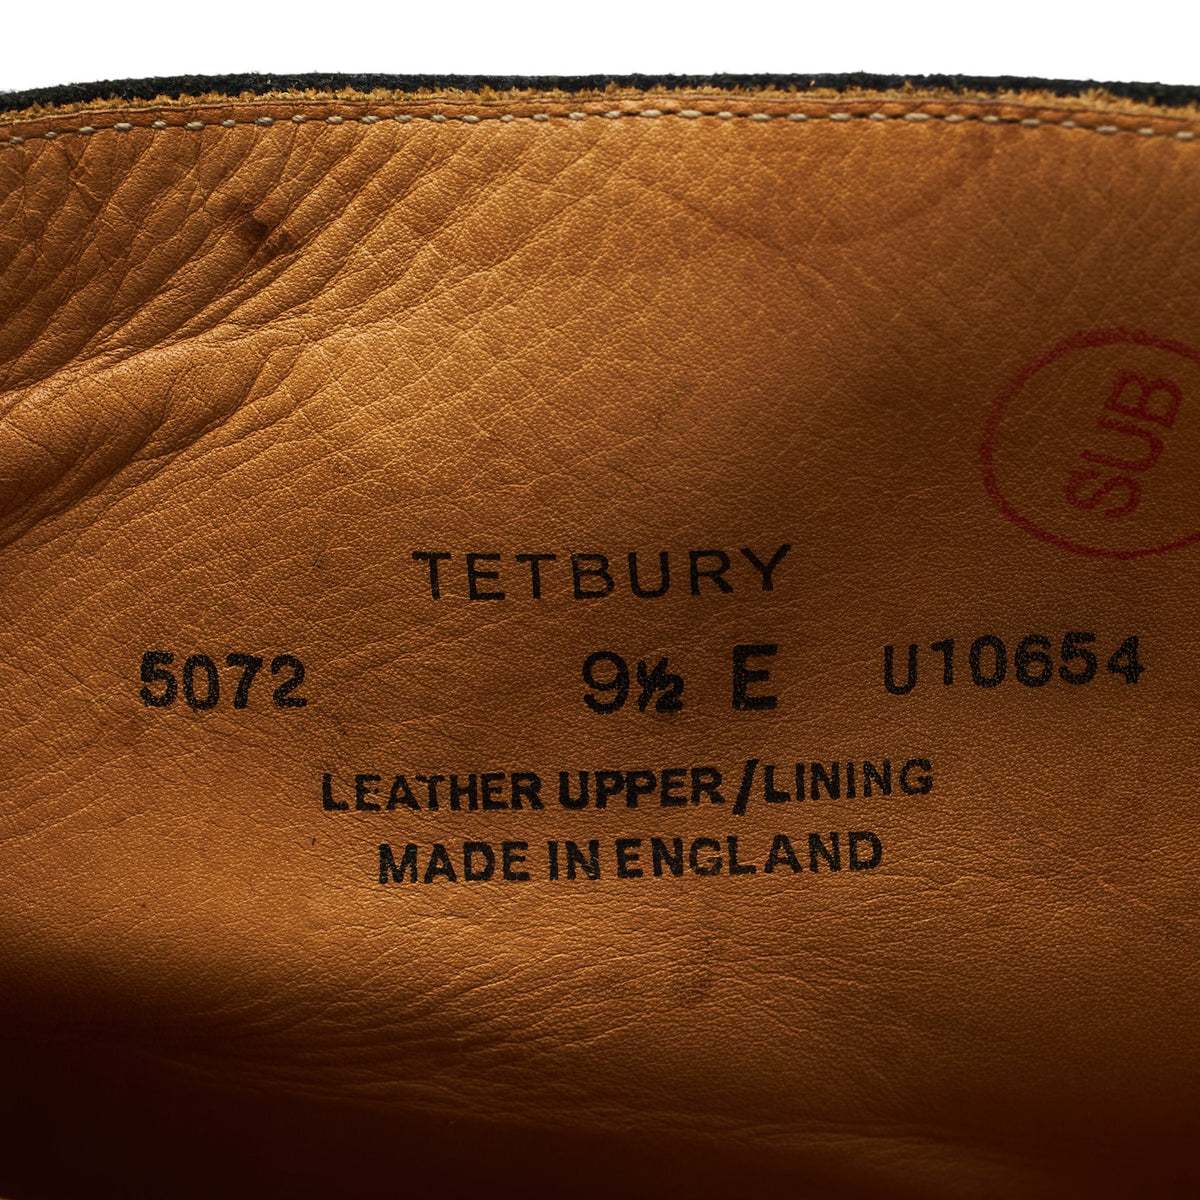 SUB
TETBURY
5072 9½ E U10654
LEATHER UPPER/LINING
MADE IN ENGLAND